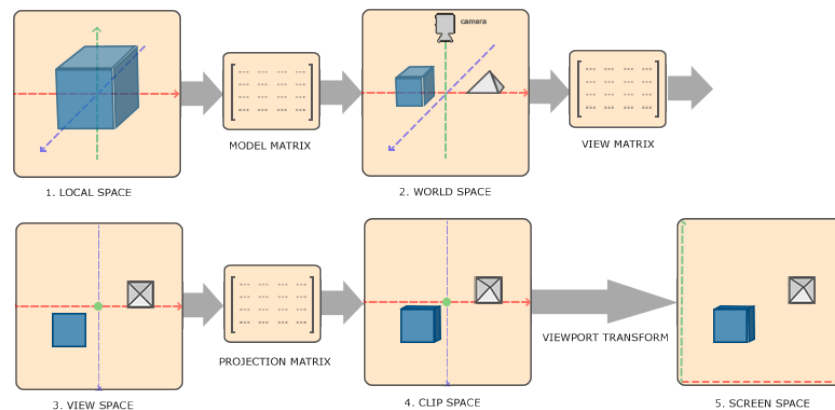 camera
MODEL MATRIX
VIEW MATRIX
1. LOCAL SPACE
2. WORLD SPACE
PROJECTION MATRIX
VIEWPORT TRANSFORM
3. VIEW SPACE
4. CLIP SPACE
5. SCREEN SPACE